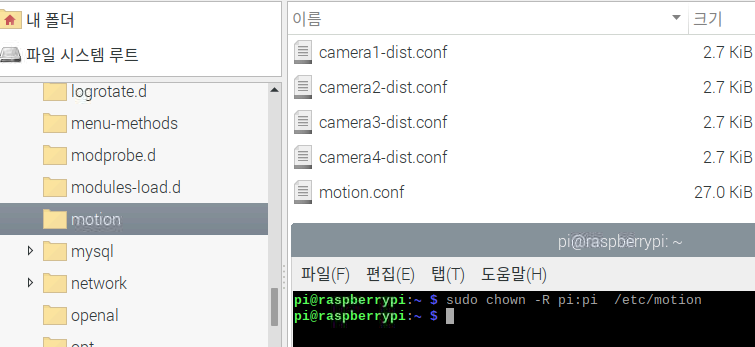 내 폴더
파일 시스템 루트
logrotate.d
menu-methods
modprobe.d
modules-load.d
motion
mysql
network
openal
이름 크기
camera1-dist.conf 2.7 KiB
camera2-dist.conf 2.7 KiB
camera3-dist.conf 2.7 KiB
camera4-dist.conf 2.7 KiB
motion.conf 27.0 KiB
pi@raspberrypi: ~
파일(F) 편집(E) 탭(T) 도움말(H)
pi@raspberrypi:~ $ sudo chown -R pi:pi  /etc/motion
pi@raspberrypi:~ $